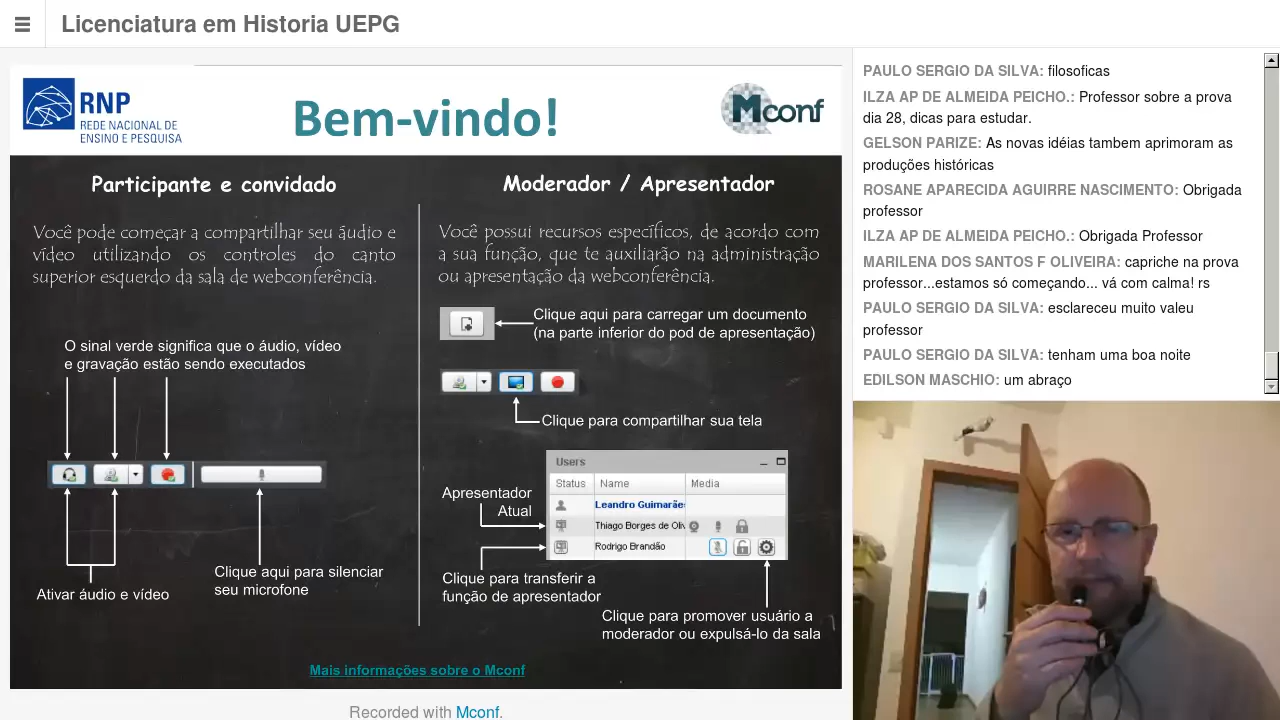 Licenciatura em Historia UEPG
RNP
REDE NACIONAL DE
ENSINO E PESQUISA
Bem-vindo!
Mconf
Participante e convidado
Você pode começar a compartilhar seu áudio e
vídeo utilizando os controles do canto
superior esquerdo da sala de webconferência.
O sinal verde significa que o áudio, vídeo
e gravação estão sendo executados
Ativar áudio e vídeo
Clique aqui para silenciar
seu microfone
Moderador / Apresentador
Você possui recursos específicos, de acordo com
a sua função, que te auxiliarão na administração
ou apresentação da webconferência.
Clique aqui para carregar um documento
(na parte inferior do pod de apresentação)
Clique para compartilhar sua tela
Users
Status Name Media
Leandro Guimarães
Thiago Borges de Oliv
Rodrigo Brandão
Apresentador
Atual
Clique para transferir a
função de apresentador
Clique para promover usuário a
moderador ou expulsá-lo da sala
Mais informações sobre o Mconf
Recorded with Mconf.
PAULO SERGIO DA SILVA: filosoficas
ILZA AP DE ALMEIDA PEICHO.: Professor sobre a prova
dia 28, dicas para estudar.
GELSON PARIZE: As novas idéias tambem aprimoram as
produções históricas
ROSANE APARECIDA AGUIRRE NASCIMENTO: Obrigada
professor
ILZA AP DE ALMEIDA PEICHO.: Obrigada Professor
MARILENA DOS SANTOS F OLIVEIRA: capriche na prova
professor...estamos só começando... vá com calma! rs
PAULO SERGIO DA SILVA: esclareceu muito valeu
professor
PAULO SERGIO DA SILVA: tenham uma boa noite
EDILSON MASCHIO: um abraço